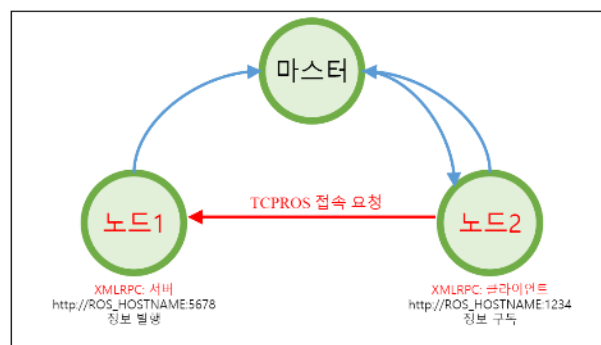 마스터
TCPROS 접속 요청
노드1
노드2
XMLRPC: 서버
http://ROS_HOSTNAME:5678
정보 발행
XMLRPC: 클라이언트
http://ROS_HOSTNAME:1234
정보 구독